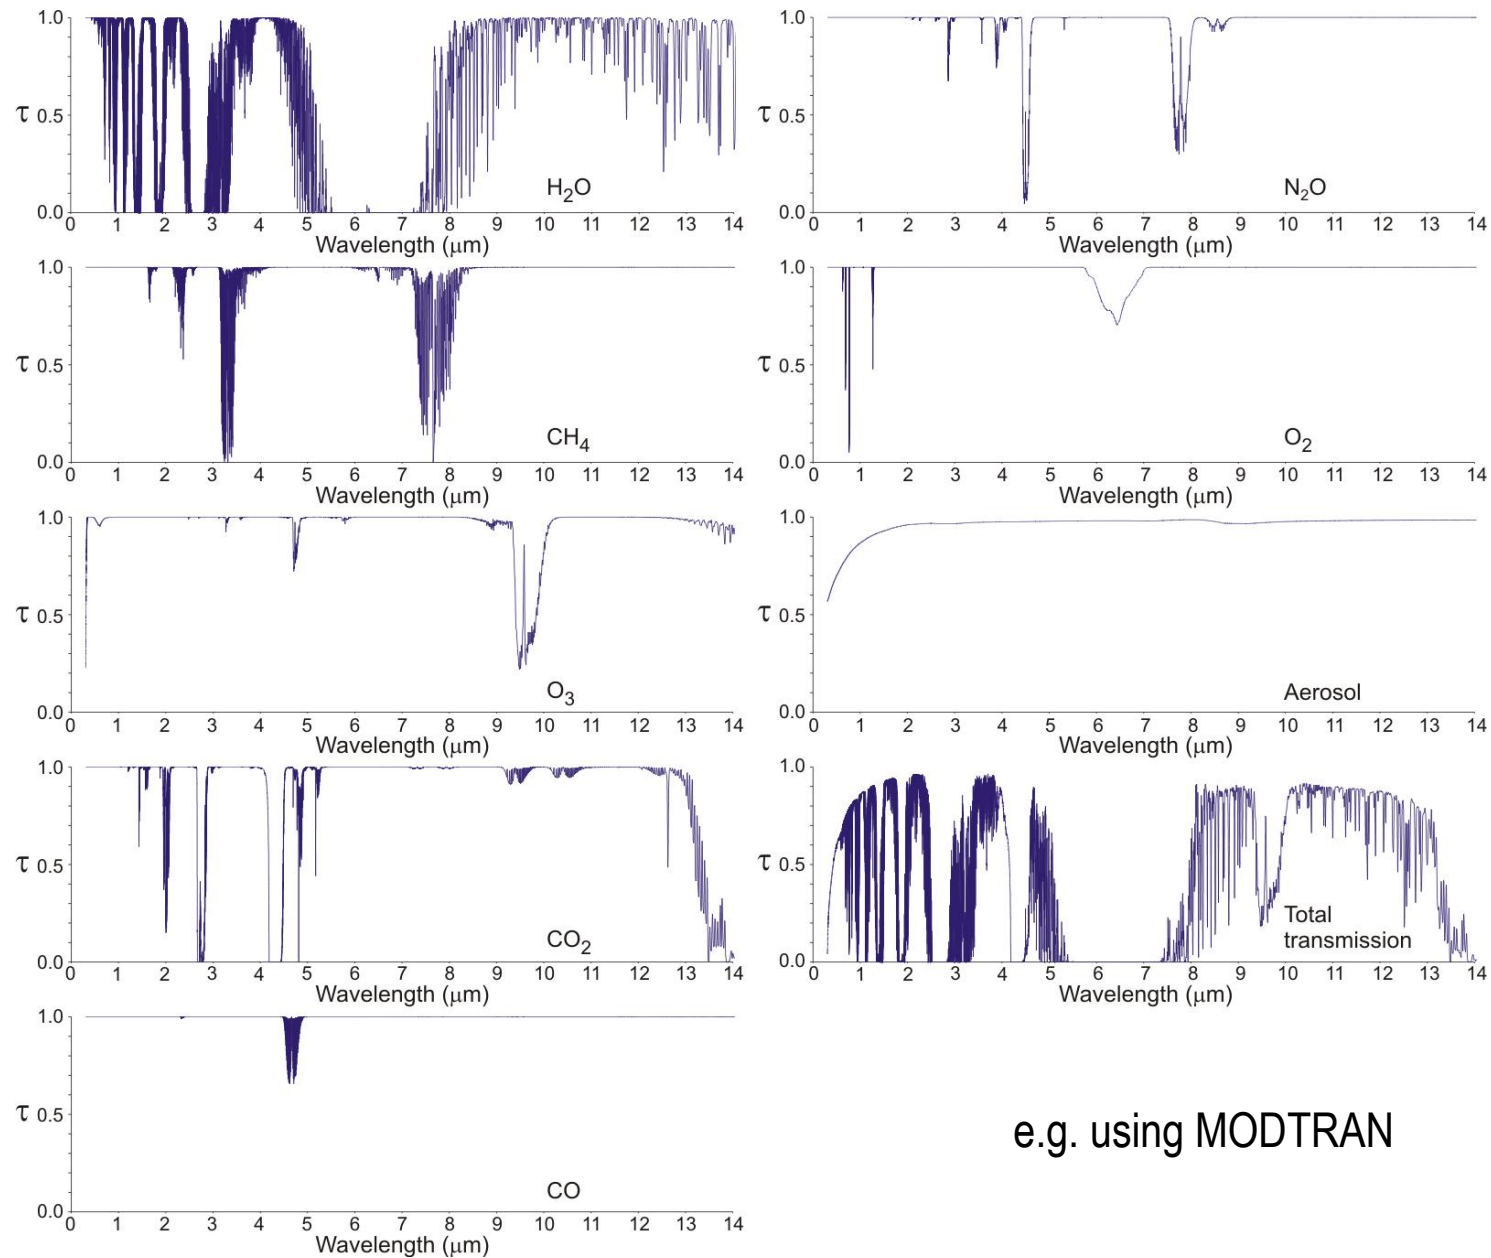 1.0
τ 0.5
0.0
H₂O
0 1 2 3 4 5 6 7 8 9 10 11 12 13 14
Wavelength (μm)
1.0
τ 0.5
0.0
N₂O
0 1 2 3 4 5 6 7 8 9 10 11 12 13 14
Wavelength (μm)
1.0
τ 0.5
0.0
CH₄
0 1 2 3 4 5 6 7 8 9 10 11 12 13 14
Wavelength (μm)
1.0
τ 0.5
0.0
O₂
0 1 2 3 4 5 6 7 8 9 10 11 12 13 14
Wavelength (μm)
1.0
τ 0.5
0.0
O₃
0 1 2 3 4 5 6 7 8 9 10 11 12 13 14
Wavelength (μm)
1.0
τ 0.5
0.0
Aerosol
0 1 2 3 4 5 6 7 8 9 10 11 12 13 14
Wavelength (μm)
1.0
τ 0.5
0.0
CO₂
0 1 2 3 4 5 6 7 8 9 10 11 12 13 14
Wavelength (μm)
1.0
τ 0.5
0.0
Total
transmission
0 1 2 3 4 5 6 7 8 9 10 11 12 13 14
Wavelength (μm)
1.0
τ 0.5
0.0
CO
0 1 2 3 4 5 6 7 8 9 10 11 12 13 14
Wavelength (μm)
e.g. using MODTRAN